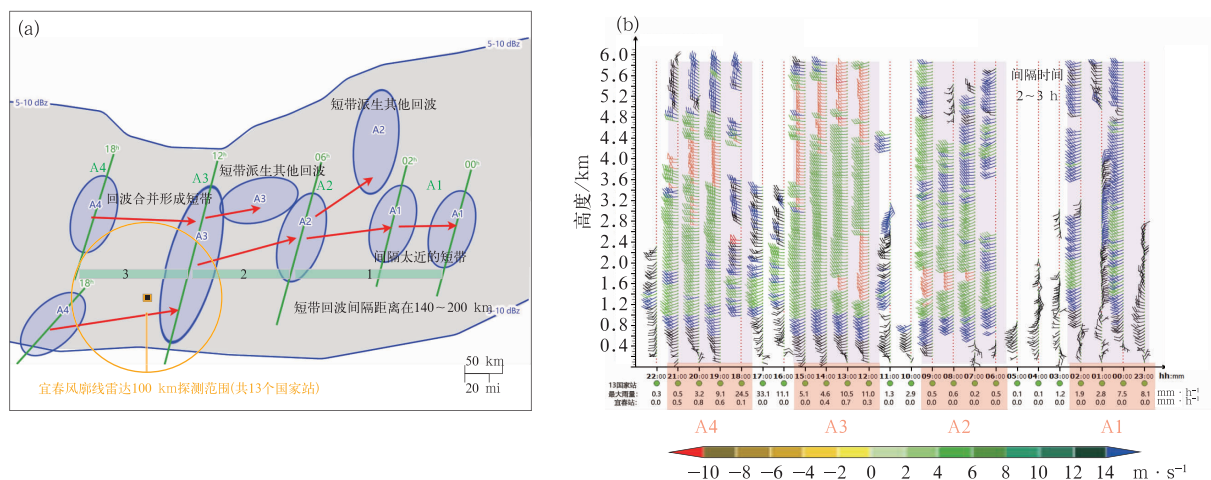 (a)
5-10 dBz
5-10 dBz
短带派生其他回波
A2
18ʰ
12ʰ
06ʰ
02ʰ
00ʰ
A4
A3
短带派生其他回波
A2
A1
回波合并形成短带
A4
A3
A3
A2
A1
A1
间隔太近的短带
3
2
1
18ʰ
A4
短带回波间隔距离在140～200 km
-10 dBz
50 km
20 mi
宜春风廓线雷达100 km探测范围(共13个国家站)
(b)
高度/km
6.0
5.6
5.2
4.8
4.4
4.0
3.6
3.2
2.8
2.4
2.0
1.6
1.2
0.8
0.4
间隔时间
2～3 h
22:00 21:00 20:00 19:00 18:00 17:00 16:00 15:00 14:00 13:00 12:00 11:00 10:00 09:00 08:00 07:00 06:00 05:00 04:00 03:00 02:00 01:00 23:00 hh:mm
13国家站
最大雨量: 0.3 0.5 3.2 9.1 24.5 33.1 11.1 5.1 4.6 10.5 11.0 1.3 2.9 0.5 0.6 0.2 0.5 0.1 0.1 1.2 1.9 2.8 7.5 8.1 mm · h⁻¹
宜春站: 0.0 0.5 0.8 0.6 0.1 0.0 0.0 0.0 0.4 0.7 0.3 0.0 0.0 0.0 0.0 0.0 0.0 0.0 0.0 0.0 0.0 0.0 0.0 0.0 mm · h⁻¹
A4 A3 A2 A1
−10 −8 −6 −4 −2 0 2 4 6 8 10 12 14 m · s⁻¹